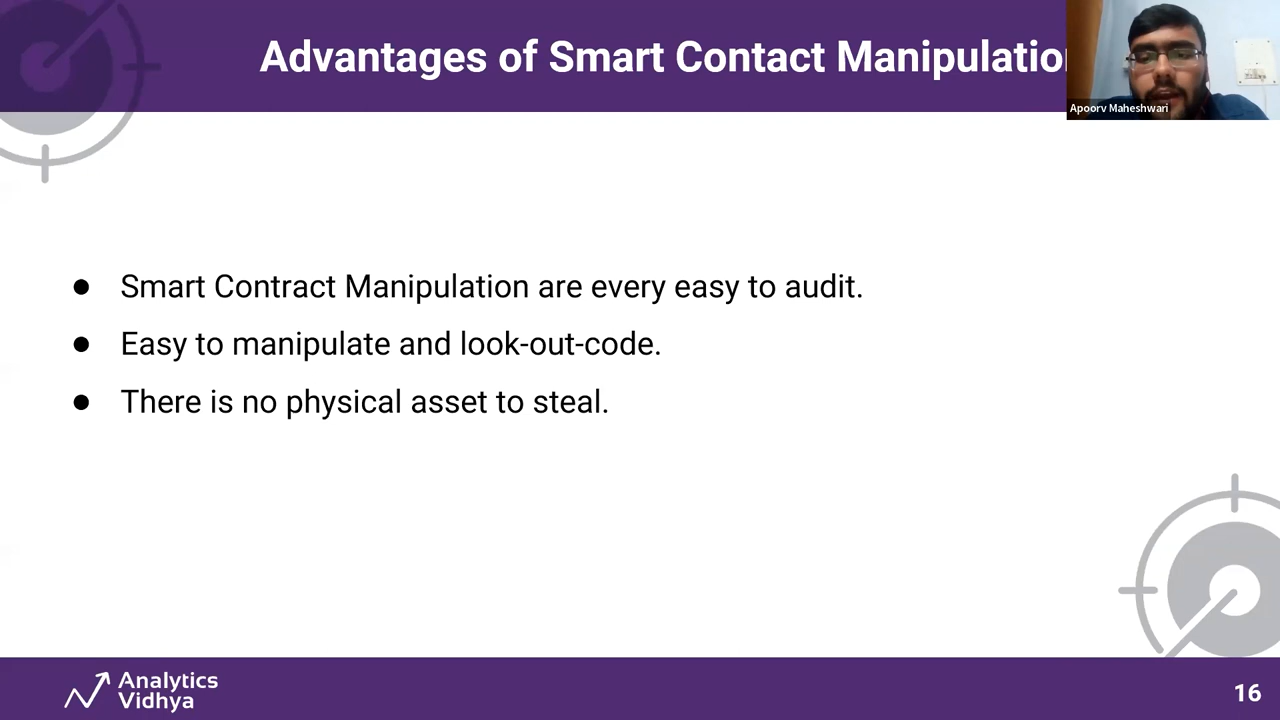 Advantages of Smart Contact Manipulatio
Apoorv Maheshwari
● Smart Contract Manipulation are every easy to audit.
● Easy to manipulate and look-out-code.
● There is no physical asset to steal.
Analytics
Vidhya
16